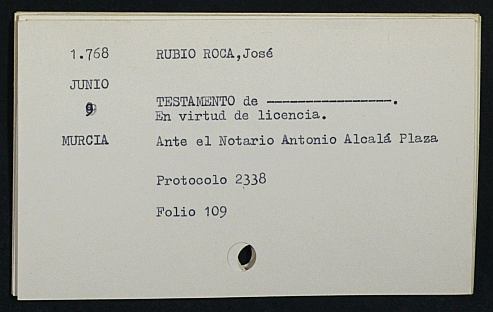 1.768 RUBIO ROCA,José
JUNIO
9 TESTAMENTO de ----------------.
En virtud de licencia.
MURCIA Ante el Notario Antonio Alcalá Plaza
Protocolo 2338
Folio 109